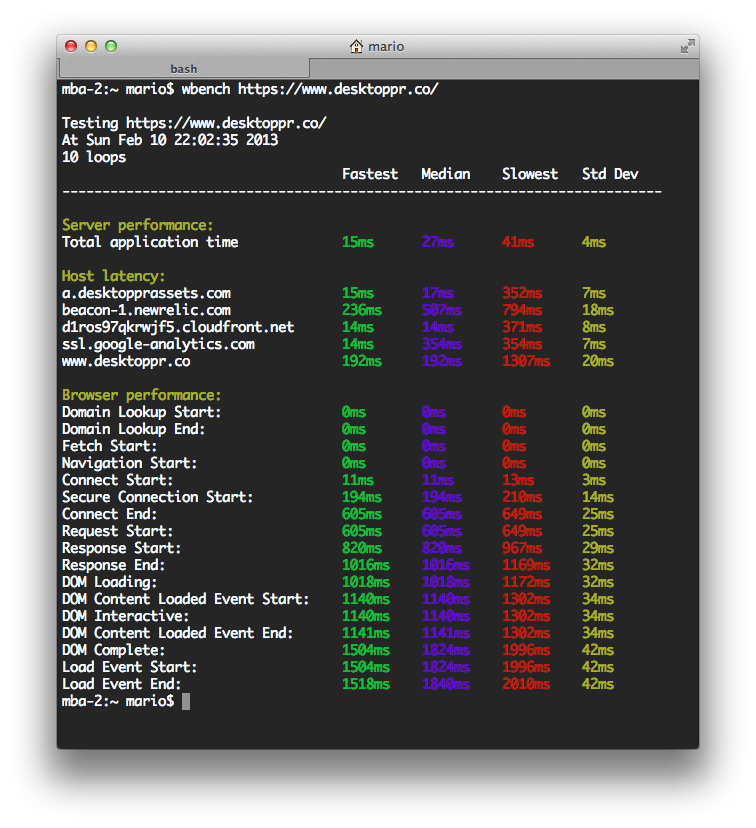 mario
bash
mba-2:~ mario$ wbench https://www.desktoppr.co/
Testing https://www.desktoppr.co/
At Sun Feb 10 22:02:35 2013
10 loops
Fastest Median Slowest Std Dev
---------------------------------------------------------------------------
Server performance:
Total application time 15ms 27ms 41ms 4ms
Host latency:
a.desktopprassets.com 15ms 17ms 352ms 7ms
beacon-1.newrelic.com 236ms 507ms 794ms 18ms
d1ros97qkrwjf5.cloudfront.net 14ms 14ms 371ms 8ms
ssl.google-analytics.com 14ms 354ms 354ms 7ms
www.desktoppr.co 192ms 192ms 1307ms 20ms
Browser performance:
Domain Lookup Start: 0ms 0ms 0ms 0ms
Domain Lookup End: 0ms 0ms 0ms 0ms
Fetch Start: 0ms 0ms 0ms 0ms
Navigation Start: 0ms 0ms 0ms 0ms
Connect Start: 11ms 11ms 13ms 3ms
Secure Connection Start: 194ms 194ms 210ms 14ms
Connect End: 605ms 605ms 649ms 25ms
Request Start: 605ms 605ms 649ms 25ms
Response Start: 820ms 820ms 967ms 29ms
Response End: 1016ms 1016ms 1169ms 32ms
DOM Loading: 1018ms 1018ms 1172ms 32ms
DOM Content Loaded Event Start: 1140ms 1140ms 1302ms 34ms
DOM Interactive: 1140ms 1140ms 1302ms 34ms
DOM Content Loaded Event End: 1141ms 1141ms 1302ms 34ms
DOM Complete: 1504ms 1824ms 1996ms 42ms
Load Event Start: 1504ms 1824ms 1996ms 42ms
Load Event End: 1518ms 1840ms 2010ms 42ms
mba-2:~ mario$